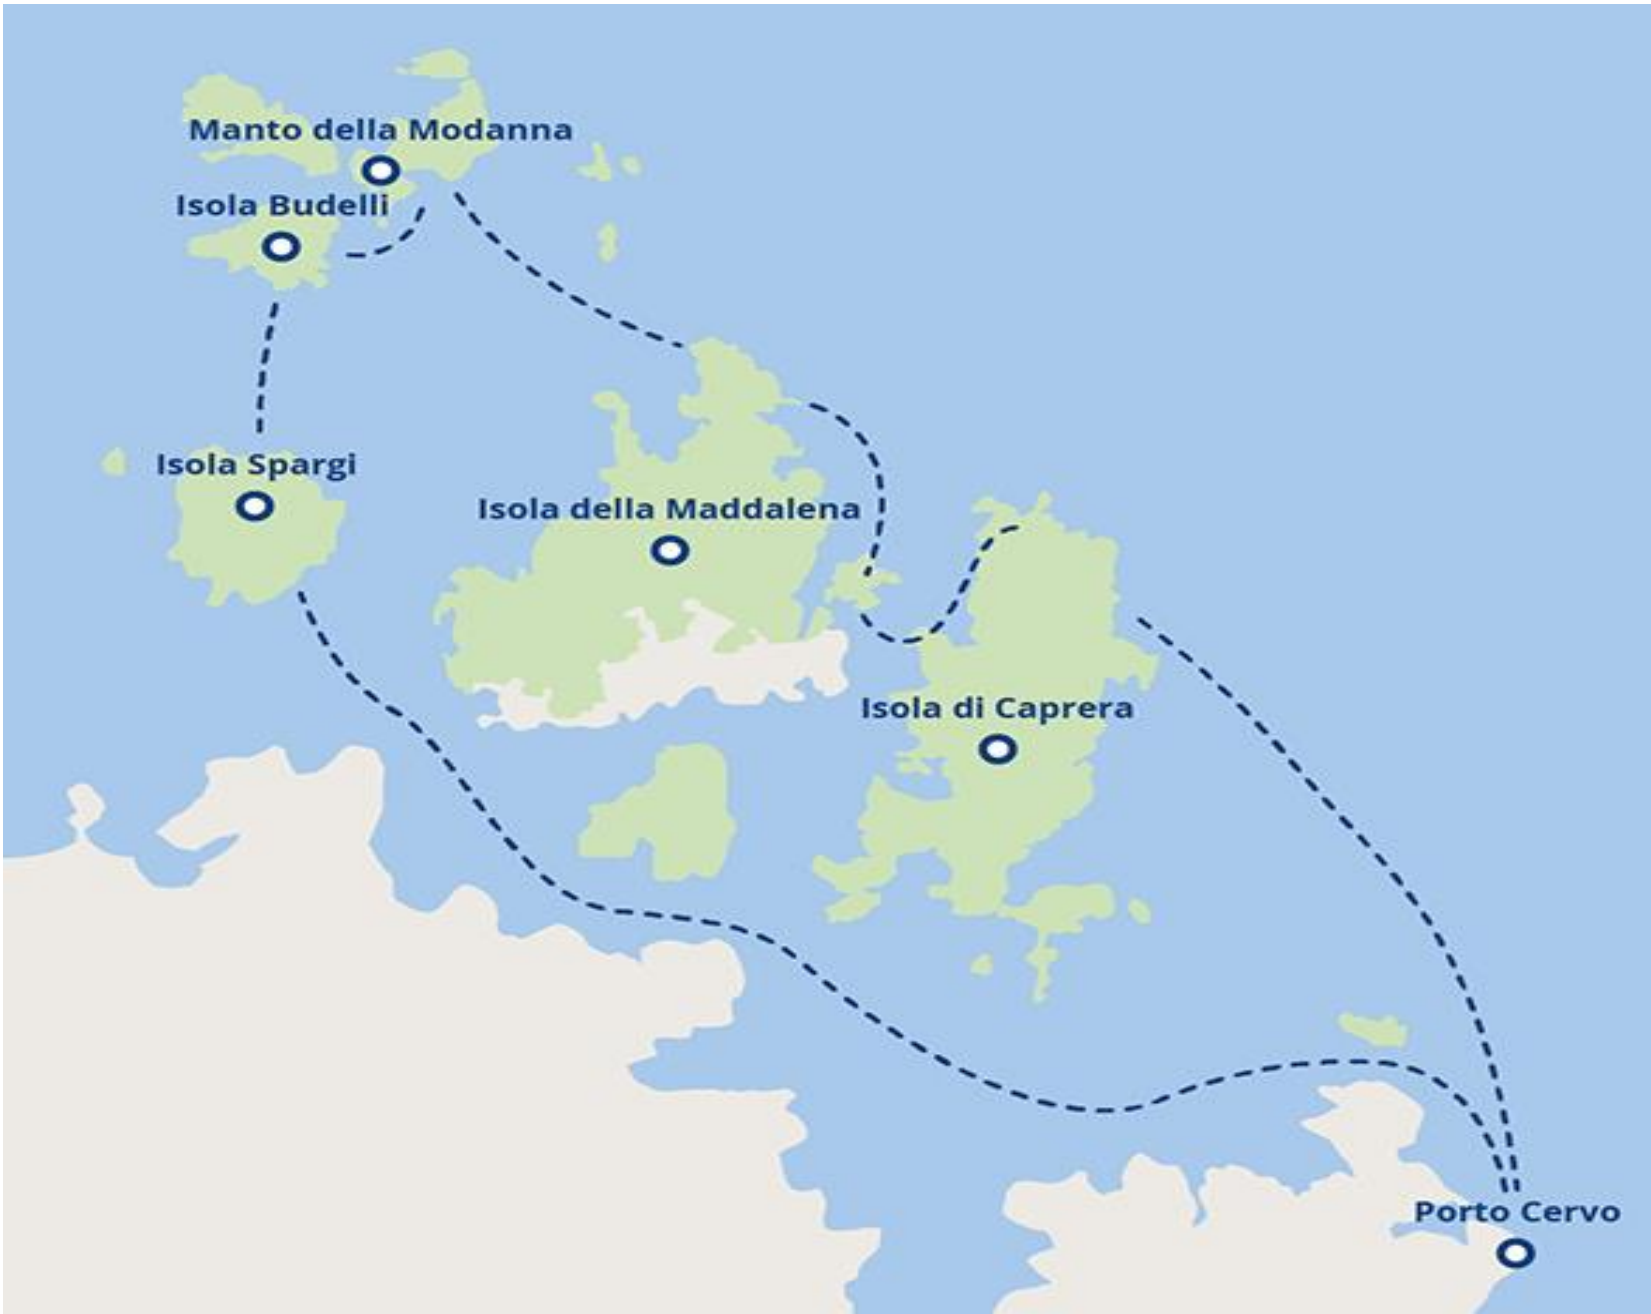 Manto della Modanna
Isola Budelli
Isola Spargi
Isola della Maddalena
Isola di Caprera
Porto Cervo